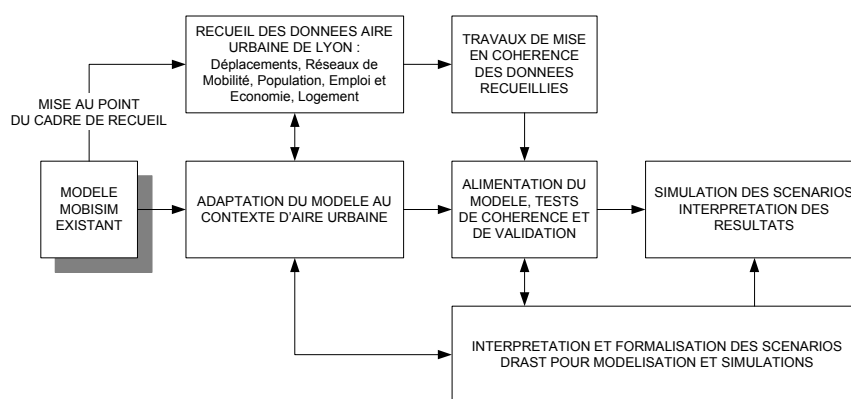 RECUEIL DES DONNEES AIRE
URBAINE DE LYON :
Déplacements, Réseaux de
Mobilité, Population, Emploi et
Economie, Logement
TRAVAUX DE MISE
EN COHERENCE
DES DONNEES
RECUEILLIES
MISE AU POINT
DU CADRE DE RECUEIL
MODELE
MOBISIM
EXISTANT
ADAPTATION DU MODELE AU
CONTEXTE D'AIRE URBAINE
ALIMENTATION DU
MODELE, TESTS
DE COHERENCE ET
DE VALIDATION
SIMULATION DES SCENARIOS
INTERPRETATION DES
RESULTATS
INTERPRETATION ET FORMALISATION DES SCENARIOS
DRAST POUR MODELISATION ET SIMULATIONS